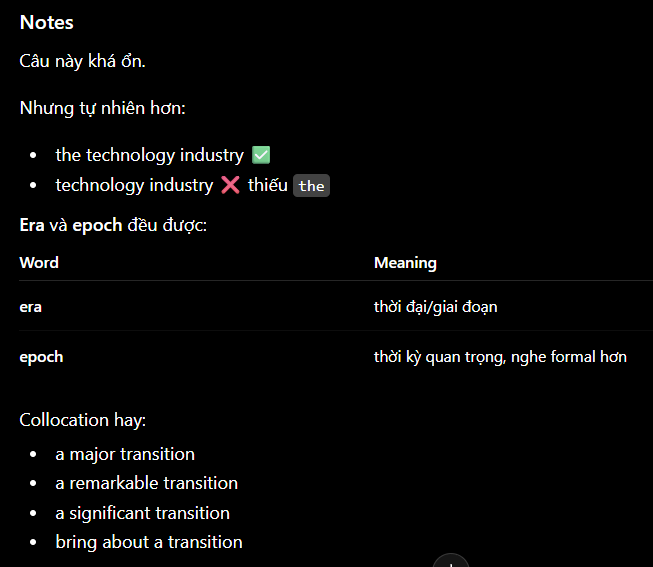 Notes
Câu này khá ổn.
Nhưng tự nhiên hơn:
the technology industry ✅
technology industry ❌ thiếu the
Era và epoch đều được:
Word Meaning
era thời đại/giai đoạn
epoch thời kỳ quan trọng, nghe formal hơn
Collocation hay:
a major transition
a remarkable transition
a significant transition
bring about a transition